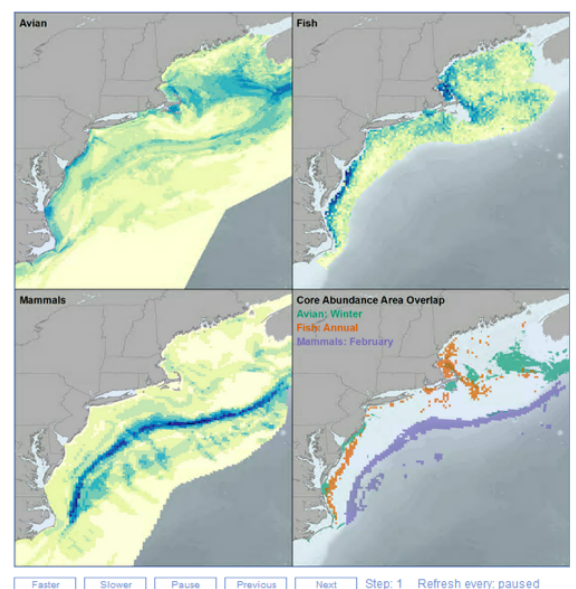 Avian
Fish
Mammals
Core Abundance Area Overlap
Avian: Winter
Fish: Annual
Mammals: February
Faster Slower Pause Previous Next Step: 1 Refresh every: paused